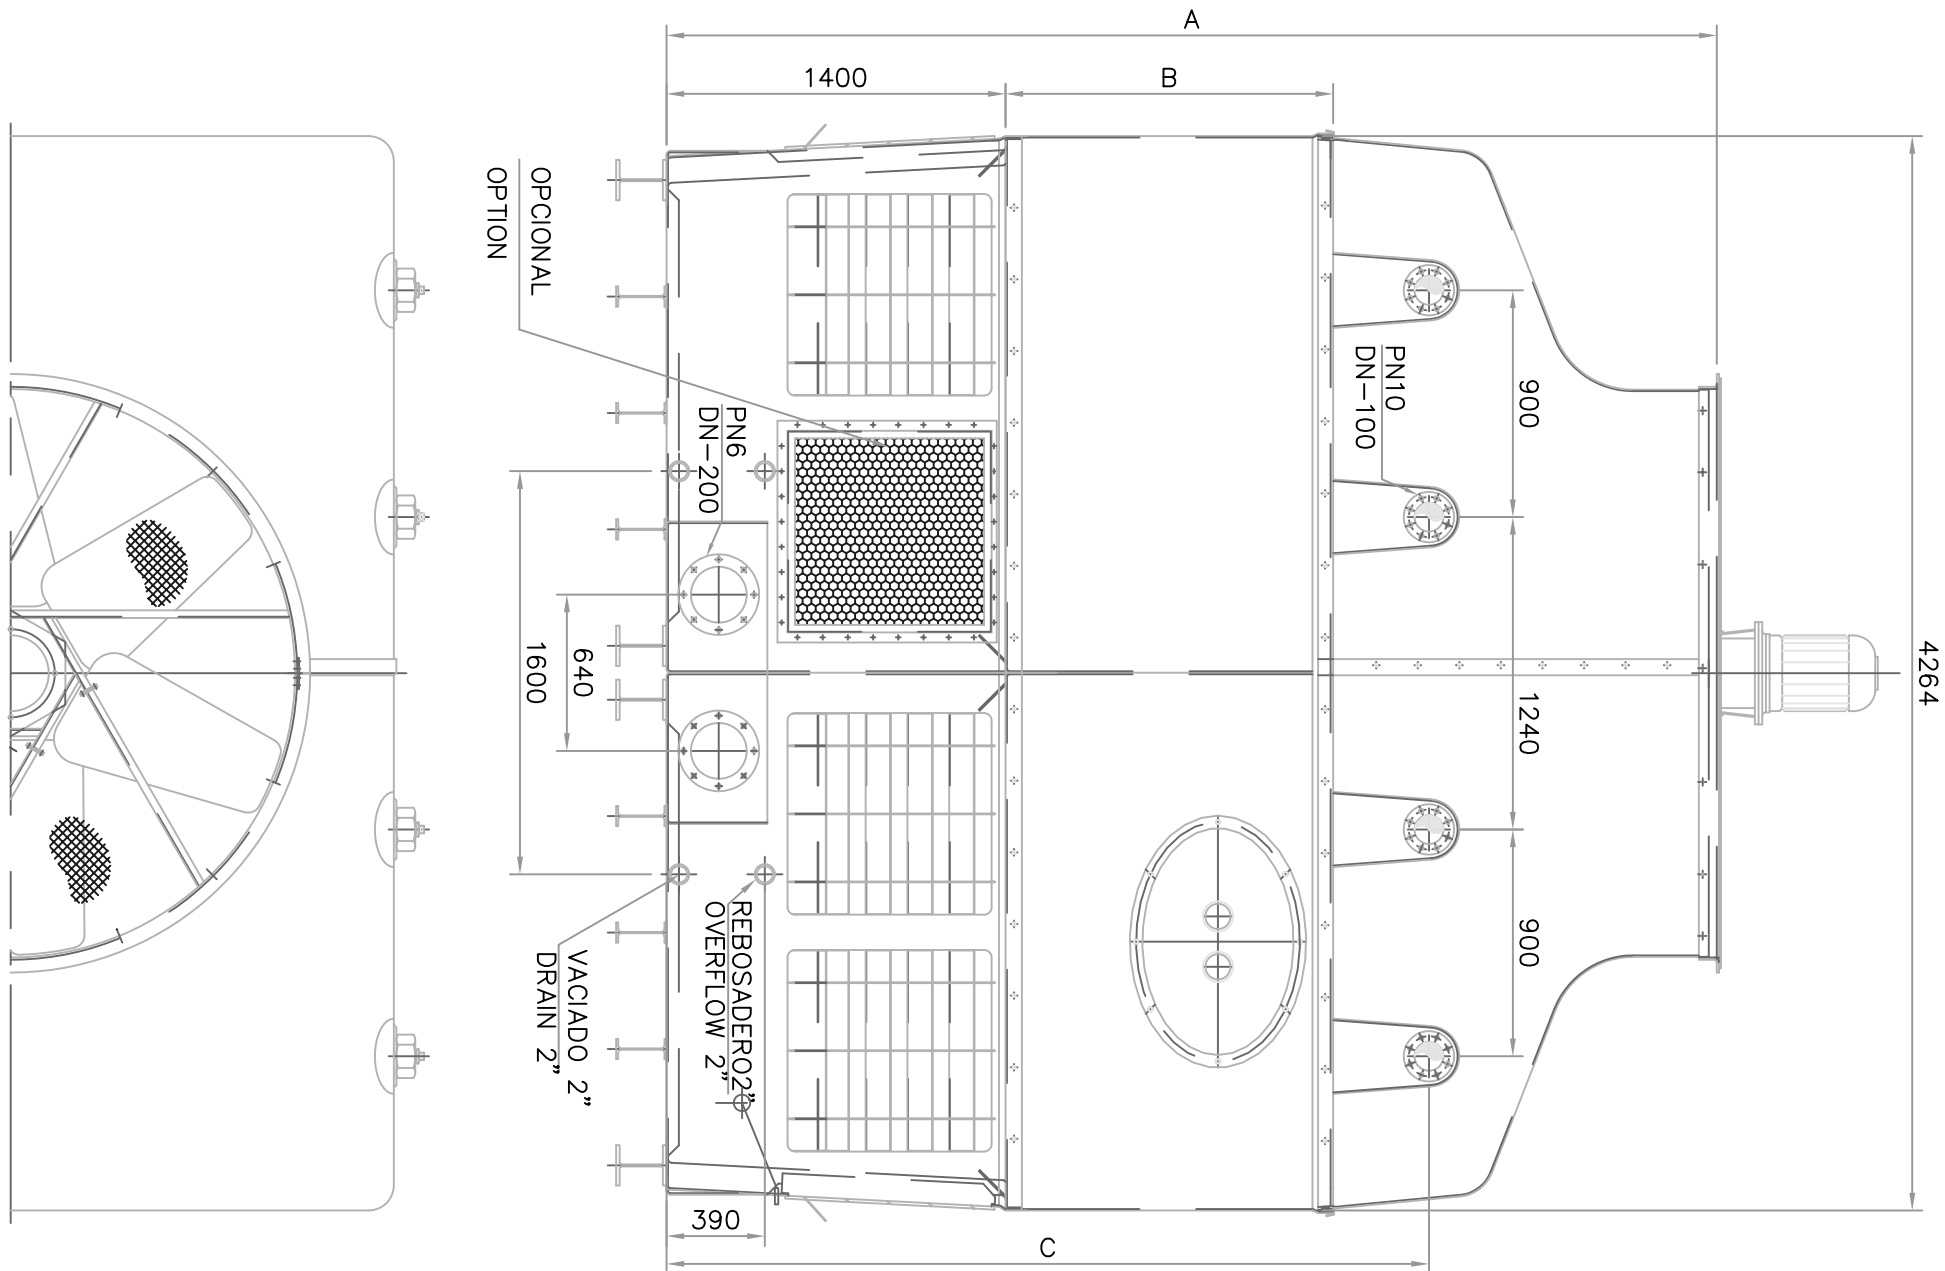 A
1400
B
OPCIONAL
OPTION
PN10
DN-100
900
PN6
DN-200
4264
1240
640
1600
900
REBOSADERO2"
OVERFLOW 2"
VACIADO 2"
DRAIN 2"
390
C